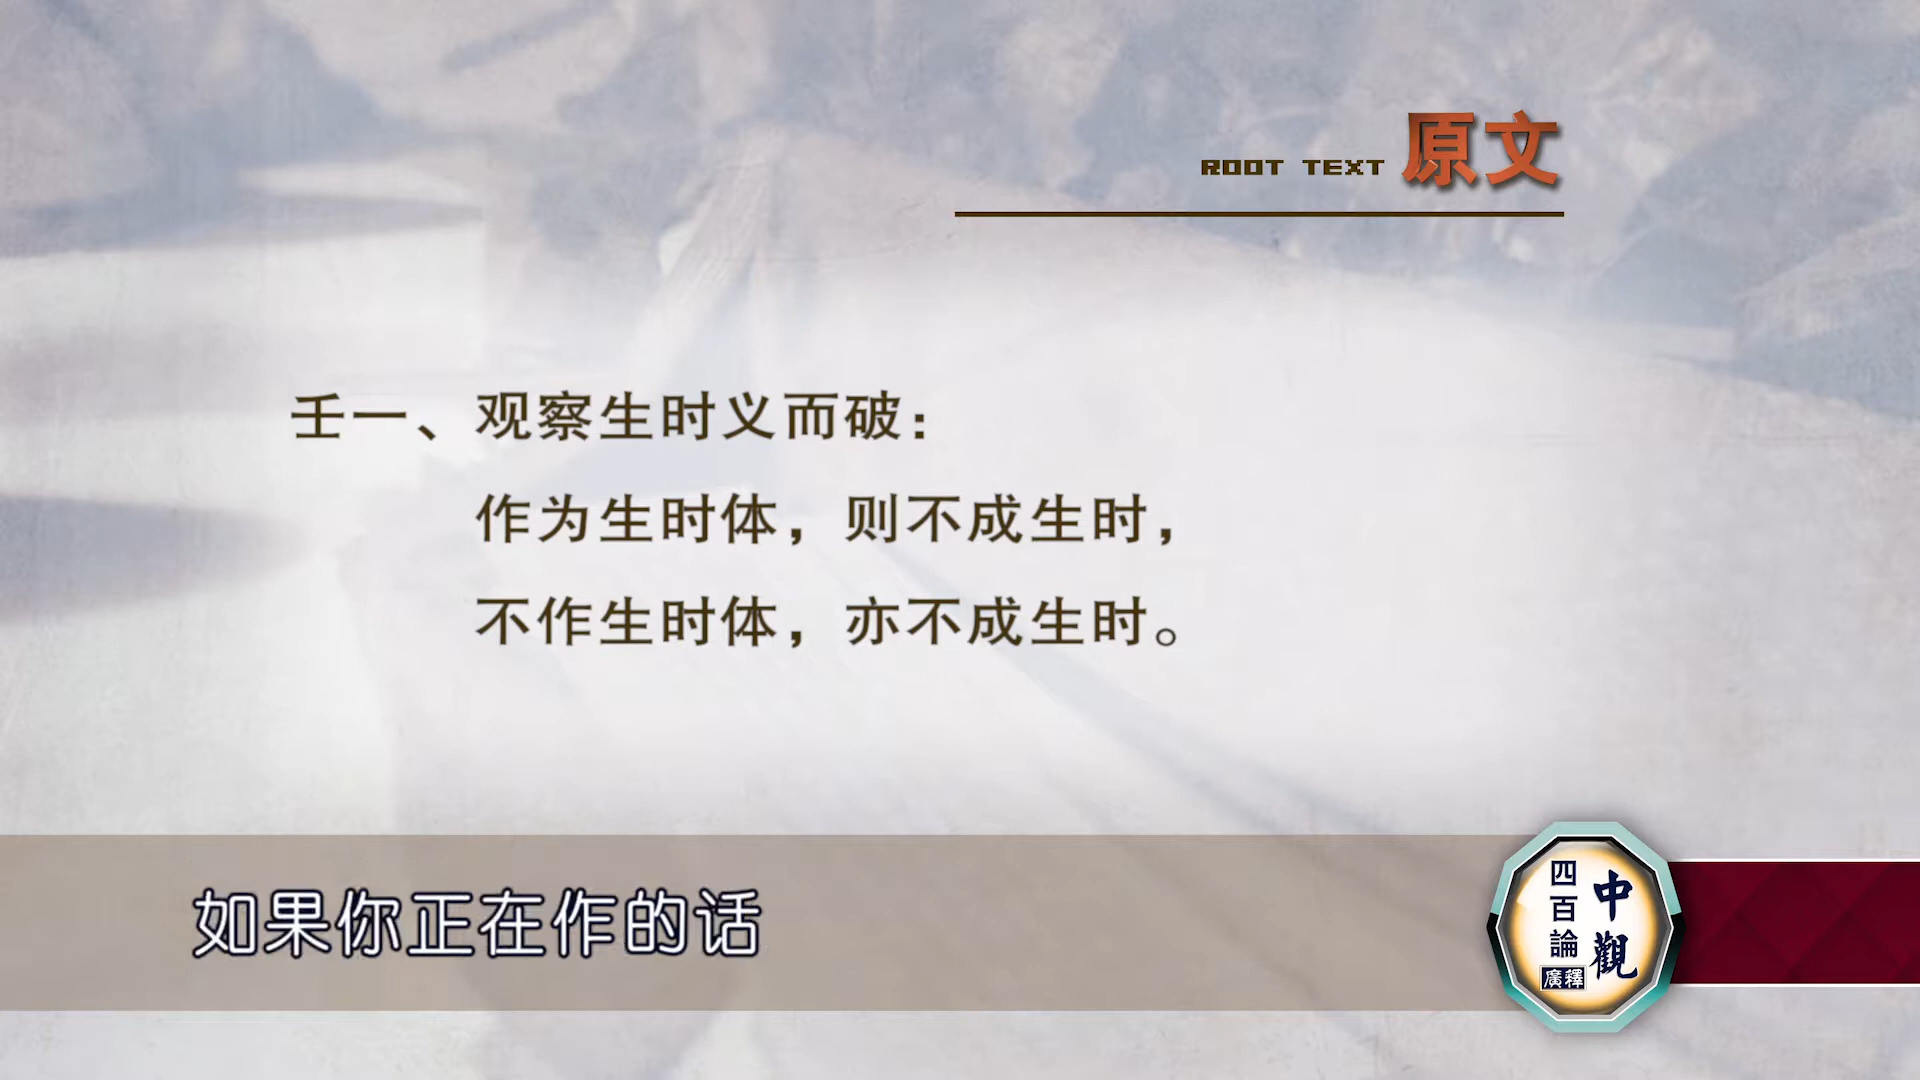 ROOT TEXT 原文
壬一、观察生时义而破：
作为生时体，则不成生时，
不作生时体，亦不成生时。
如果你正在作的话
中觀
四百論
廣釋